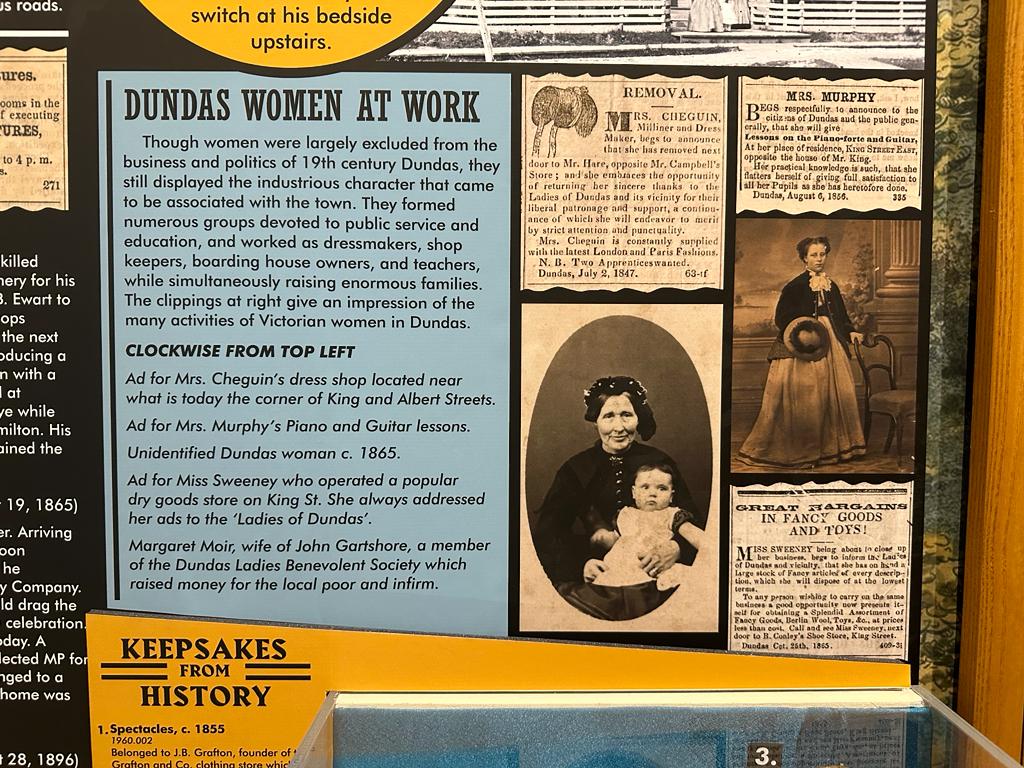 us roads.
switch at his bedside
upstairs.
tures.
ooms in the
f executing
TURES,
to 4 p. m.
s.
271
killed
nery for his
B. Ewart to
ops
the next
oducing a
n with a
l at
ye while
milton. His
ained the
r 19, 1865)
er. Arriving
oon
he
y Company.
ld drag the
celebration.
oday. A
lected MP for
nged to a
home was
t 28, 1896)
DUNDAS WOMEN AT WORK
Though women were largely excluded from the
business and politics of 19th century Dundas, they
still displayed the industrious character that came
to be associated with the town. They formed
numerous groups devoted to public service and
education, and worked as dressmakers, shop
keepers, boarding house owners, and teachers,
while simultaneously raising enormous families.
The clippings at right give an impression of the
many activities of Victorian women in Dundas.
CLOCKWISE FROM TOP LEFT
Ad for Mrs. Cheguin's dress shop located near
what is today the corner of King and Albert Streets.
Ad for Mrs. Murphy's Piano and Guitar lessons.
Unidentified Dundas woman c. 1865.
Ad for Miss Sweeney who operated a popular
dry goods store on King St. She always addressed
her ads to the 'Ladies of Dundas'.
Margaret Moir, wife of John Gartshore, a member
of the Dundas Ladies Benevolent Society which
raised money for the local poor and infirm.
REMOVAL.
MRS. CHEGUIN,
Milliner and Dress
Maker, begs to announce
that she has removed next
door to Mr. Hare, opposite Mr. Campbell's
Store ; and she embraces the opportunity
of returning her sincere thanks to the
Ladies of Dundas and its vicinity for their
liberal patronage and support, a continu-
ance of which she will endeavor to merit
by strict attention and punctuality.
Mrs. Cheguin is constantly supplied
with the latest London and Paris Fashions.
N. B. Two Apprentices wanted.
Dundas, July 2, 1847. 63-tf
MRS. MURPHY
BEGS respectfully to announce to the
citizens of Dundas and the public gen-
erally, that she will give
Lessons on the Piano-forte and Guitar,
At her place of residence, KING STREET EAST,
opposite the house of Mr. King.
Her practical knowledge is such, that she
flatters herself of giving full satisfaction to
all her Pupils as she has heretofore done.
Dundas, August 6, 1856. 335
GREAT BARGAINS
IN FANCY GOODS
AND TOYS!
MISS SWEENEY being about to close up
her business, begs to inform the Ladies
of Dundas and vicinity, that she has on hand a
large stock of Fancy articles of every descrip-
tion, which she will dispose of at the lowest
terms.
To any person wishing to carry on the same
business a good opportunity now presents it-
self for obtaining a Splendid Assortment of
Fancy Goods, Berlin Wool, Toys, &c., at prices
less than cost. Call and see Miss Sweeney, next
door to B. Conley's Shoe Store, King Street.
Dundas Oct. 25th, 1865. 409-3i
KEEPSAKES
FROM
HISTORY
1. Spectacles, c. 1855
1960.002
Belonged to J.B. Grafton, founder of
Grafton and Co. clothing store which
3.